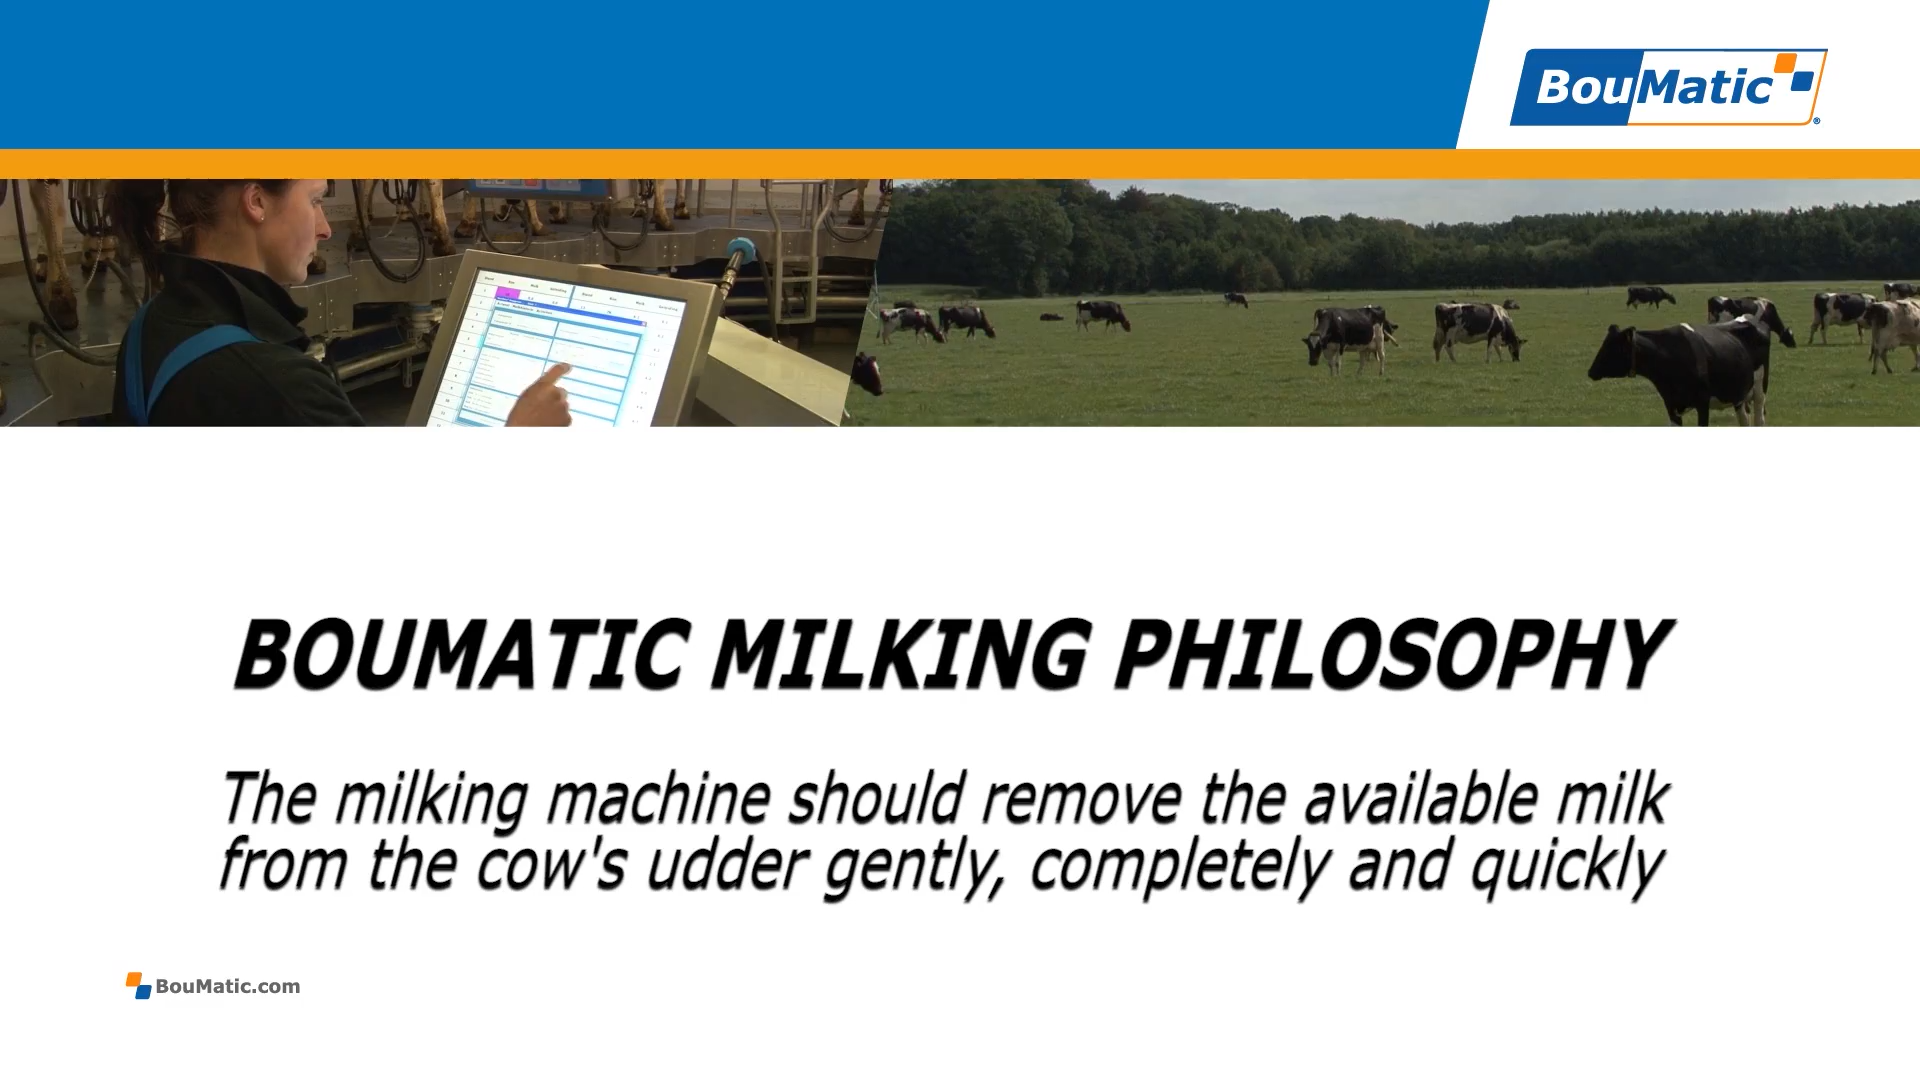 BouMatic®
BOUMATIC MILKING PHILOSOPHY
The milking machine should remove the available milk
from the cow's udder gently, completely and quickly
BouMatic.com